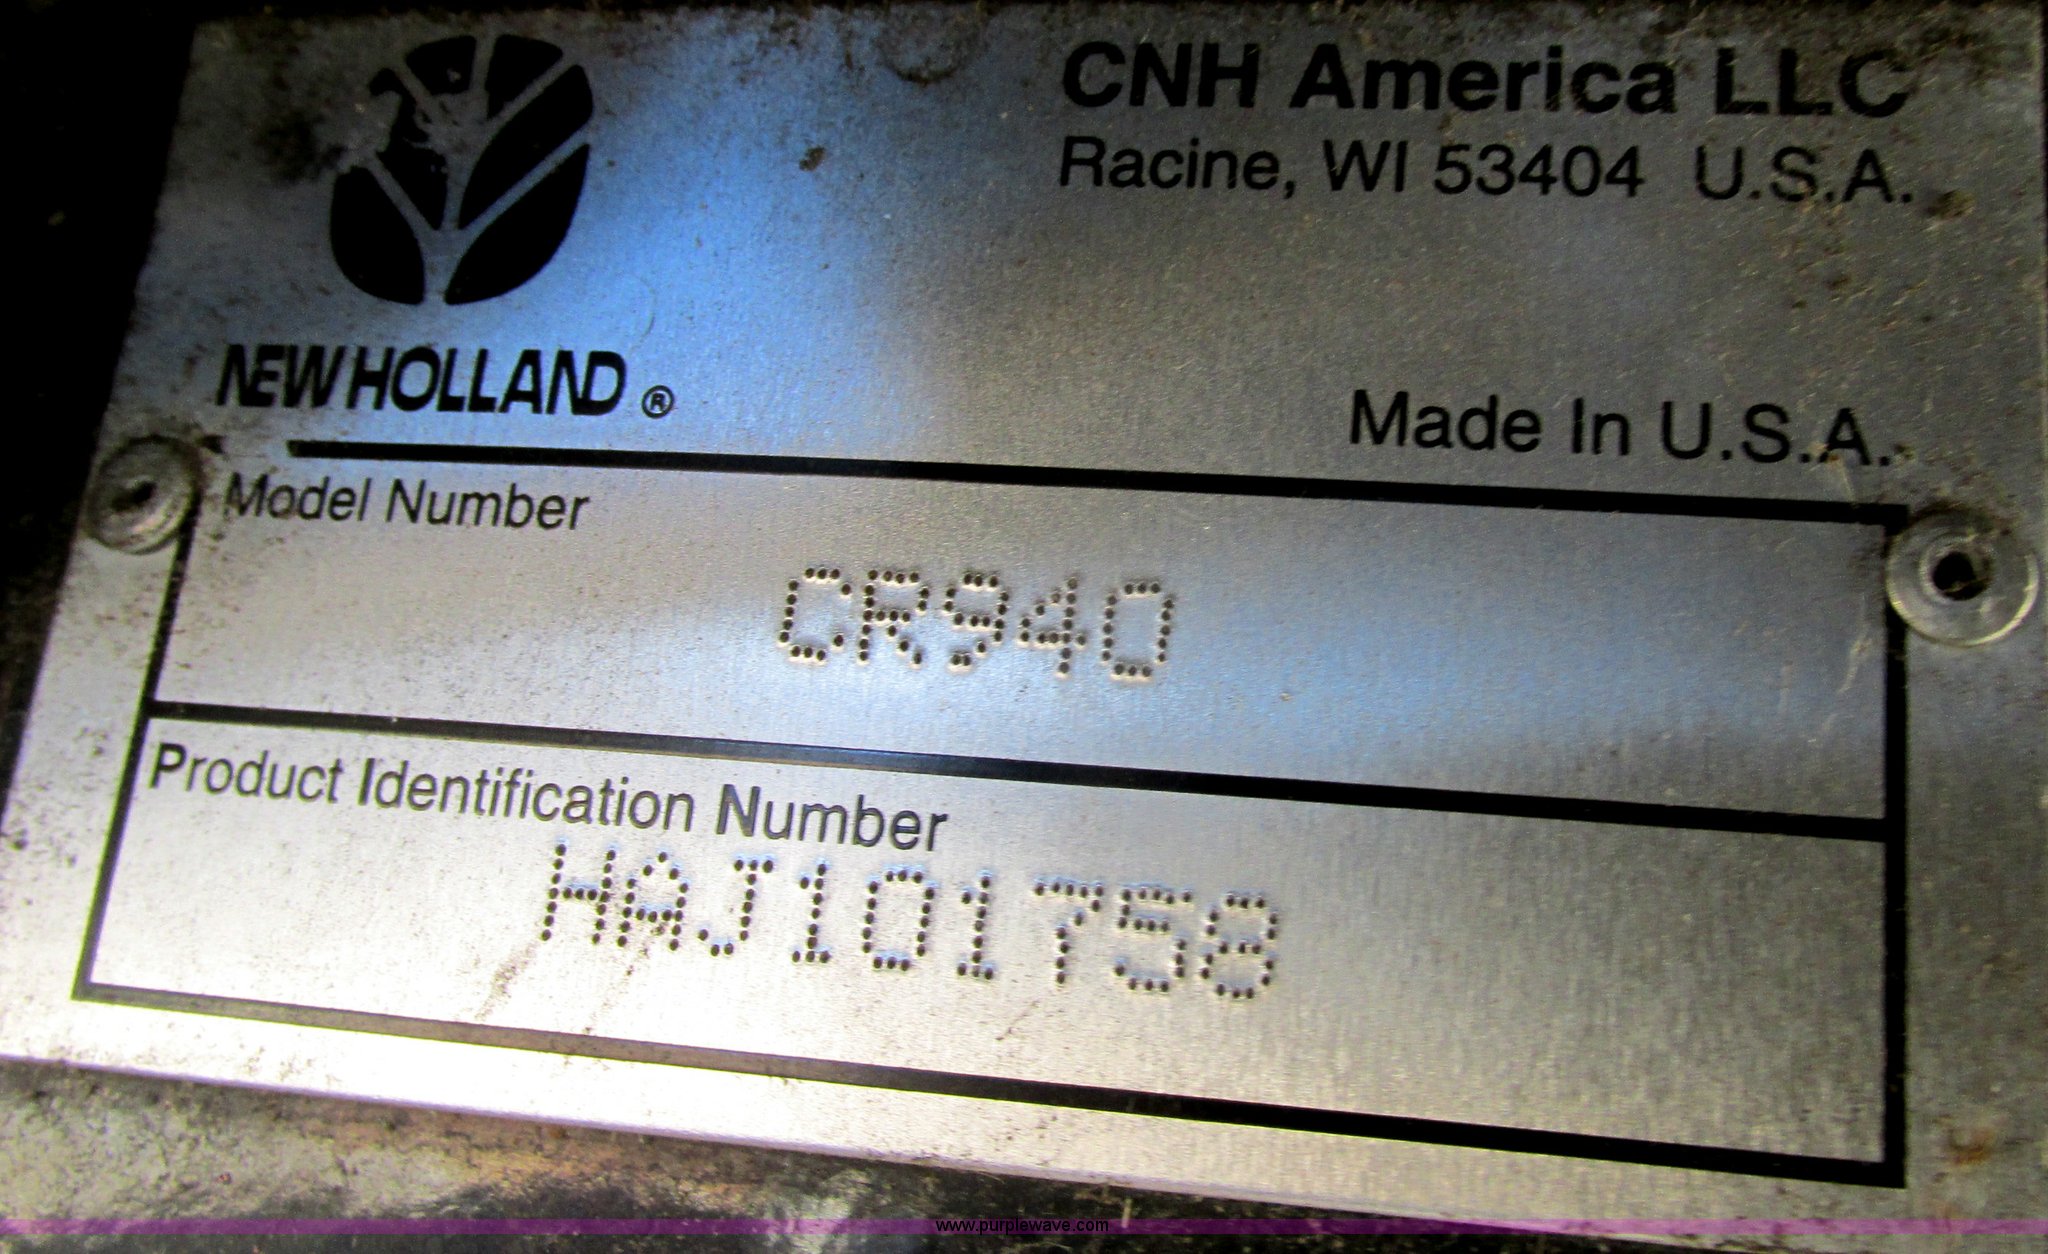 CNH America LLC
Racine, WI 53404 U.S.A.
NEW HOLLAND ®
Made In U.S.A.
Model Number
CR940
Product Identification Number
HAJ101758
www.purplewave.com